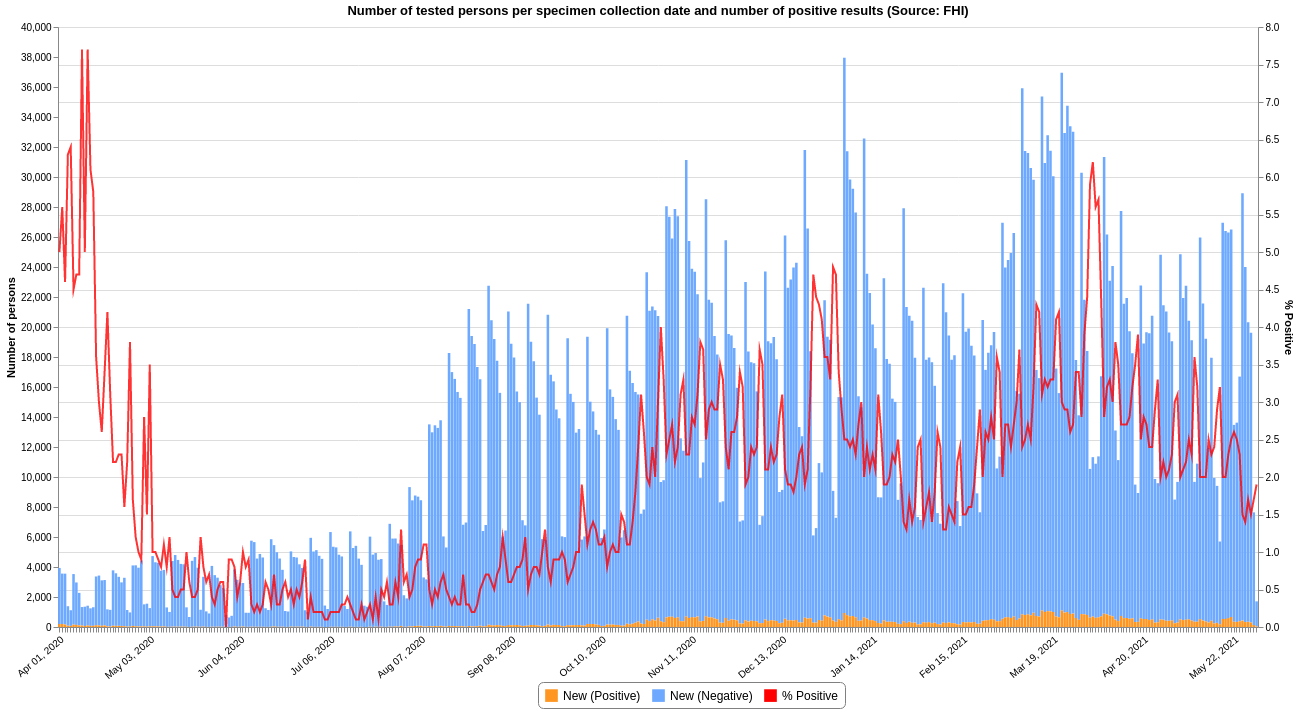 Number of tested persons per specimen collection date and number of positive results (Source: FHI)
40,000
38,000
36,000
34,000
32,000
30,000
28,000
26,000
24,000
22,000
20,000
18,000
16,000
14,000
12,000
10,000
8,000
6,000
4,000
2,000
0
Number of persons
8.0
7.5
7.0
6.5
6.0
5.5
5.0
4.5
4.0
3.5
3.0
2.5
2.0
1.5
1.0
0.5
0.0
% Positive
Apr 01, 2020
May 03, 2020
Jun 04, 2020
Jul 06, 2020
Aug 07, 2020
Sep 08, 2020
Oct 10, 2020
Nov 11, 2020
Dec 13, 2020
Jan 14, 2021
Feb 15, 2021
Mar 19, 2021
Apr 20, 2021
May 22, 2021
New (Positive) New (Negative) % Positive